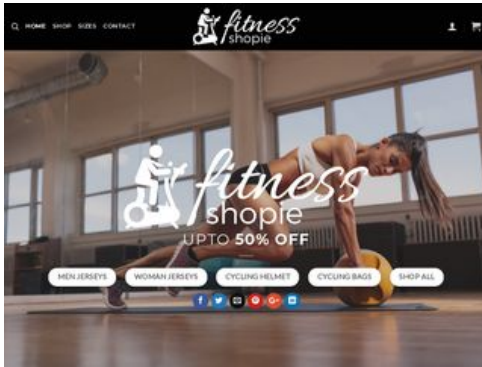 HOME SHOP SIZES CONTACT
fitness
shopie
fitness
shopie
UPTO 50% OFF
MEN JERSEYS WOMAN JERSEYS CYCLING HELMET CYCLING BAGS SHOP ALL